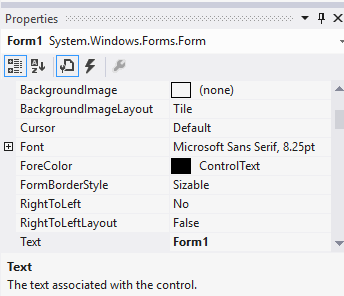 Properties
Form1 System.Windows.Forms.Form
BackgroundImage (none)
BackgroundImageLayout Tile
Cursor Default
Font Microsoft Sans Serif, 8.25pt
ForeColor ControlText
FormBorderStyle Sizable
RightToLeft No
RightToLeftLayout False
Text Form1
Text
The text associated with the control.